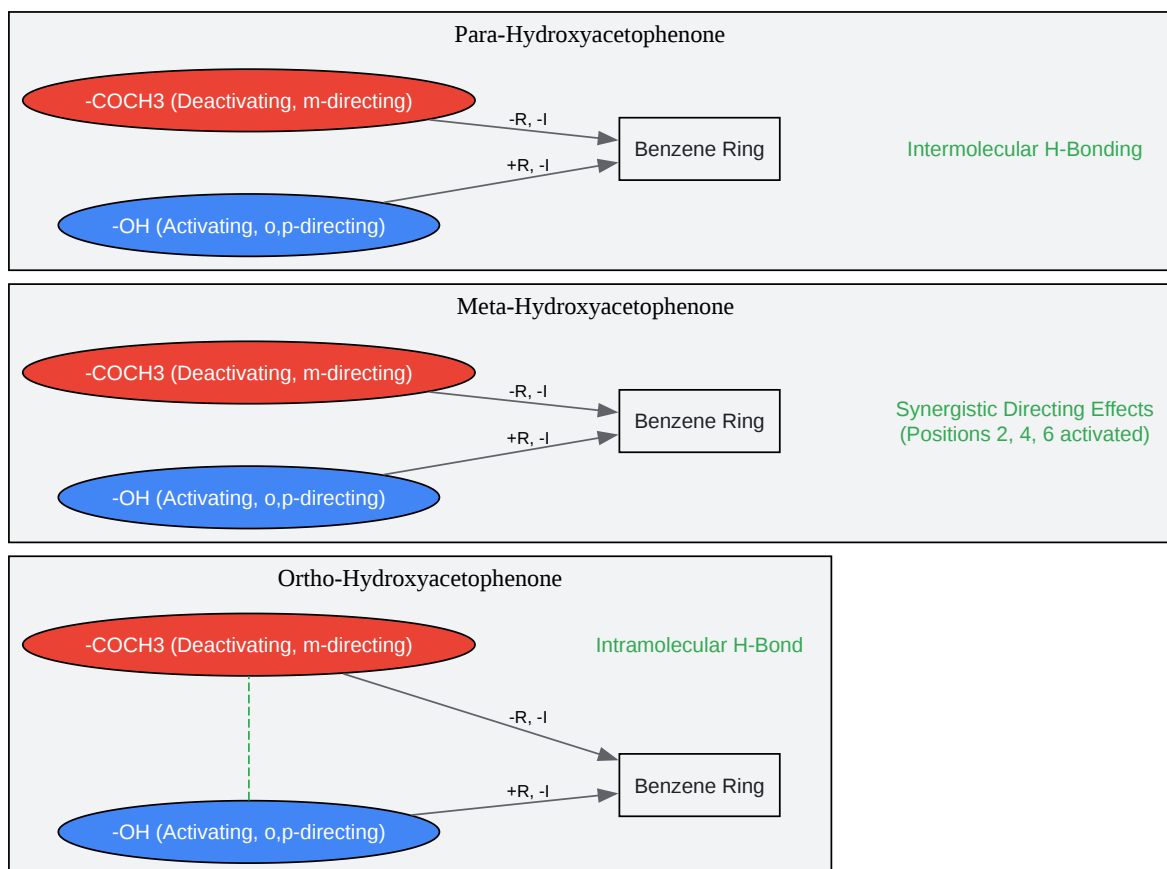 Para-Hydroxyacetophenone
-COCH3 (Deactivating, m-directing)
-R, -I
Benzene Ring
Intermolecular H-Bonding
+R, -I
-OH (Activating, o,p-directing)
Meta-Hydroxyacetophenone
-COCH3 (Deactivating, m-directing)
-R, -I
Benzene Ring
Synergistic Directing Effects
(Positions 2, 4, 6 activated)
+R, -I
-OH (Activating, o,p-directing)
Ortho-Hydroxyacetophenone
-COCH3 (Deactivating, m-directing)
Intramolecular H-Bond
-R, -I
Benzene Ring
+R, -I
-OH (Activating, o,p-directing)